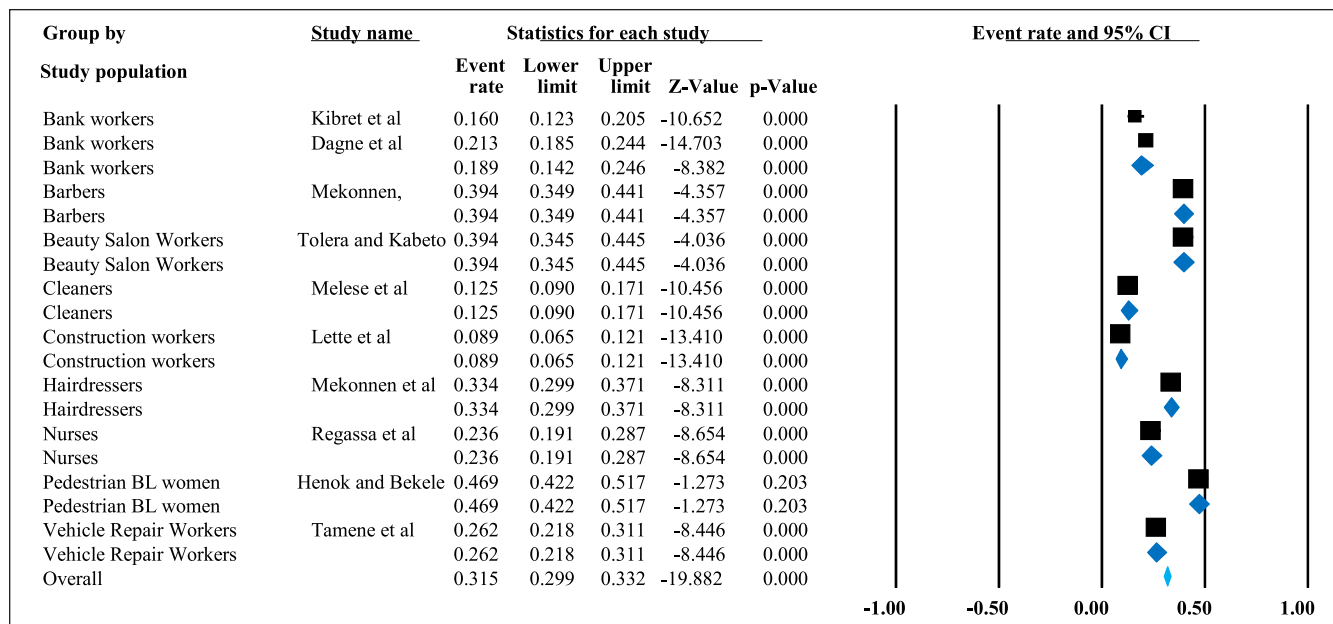 Group by Study name Statistics for each study Event rate and 95% CI
Study population Event rate Lower limit Upper limit Z-Value p-Value
Bank workers Kibret et al 0.160 0.123 0.205 -10.652 0.000
Bank workers Dagne et al 0.213 0.185 0.244 -14.703 0.000
Bank workers 0.189 0.142 0.246 -8.382 0.000
Barbers Mekonnen, 0.394 0.349 0.441 -4.357 0.000
Barbers 0.394 0.349 0.441 -4.357 0.000
Beauty Salon Workers Tolera and Kabeto 0.394 0.345 0.445 -4.036 0.000
Beauty Salon Workers 0.394 0.345 0.445 -4.036 0.000
Cleaners Melese et al 0.125 0.090 0.171 -10.456 0.000
Cleaners 0.125 0.090 0.171 -10.456 0.000
Construction workers Lette et al 0.089 0.065 0.121 -13.410 0.000
Construction workers 0.089 0.065 0.121 -13.410 0.000
Hairdressers Mekonnen et al 0.334 0.299 0.371 -8.311 0.000
Hairdressers 0.334 0.299 0.371 -8.311 0.000
Nurses Regassa et al 0.236 0.191 0.287 -8.654 0.000
Nurses 0.236 0.191 0.287 -8.654 0.000
Pedestrian BL women Henok and Bekele 0.469 0.422 0.517 -1.273 0.203
Pedestrian BL women 0.469 0.422 0.517 -1.273 0.203
Vehicle Repair Workers Tamene et al 0.262 0.218 0.311 -8.446 0.000
Vehicle Repair Workers 0.262 0.218 0.311 -8.446 0.000
Overall 0.315 0.299 0.332 -19.882 0.000
-1.00 -0.50 0.00 0.50 1.00